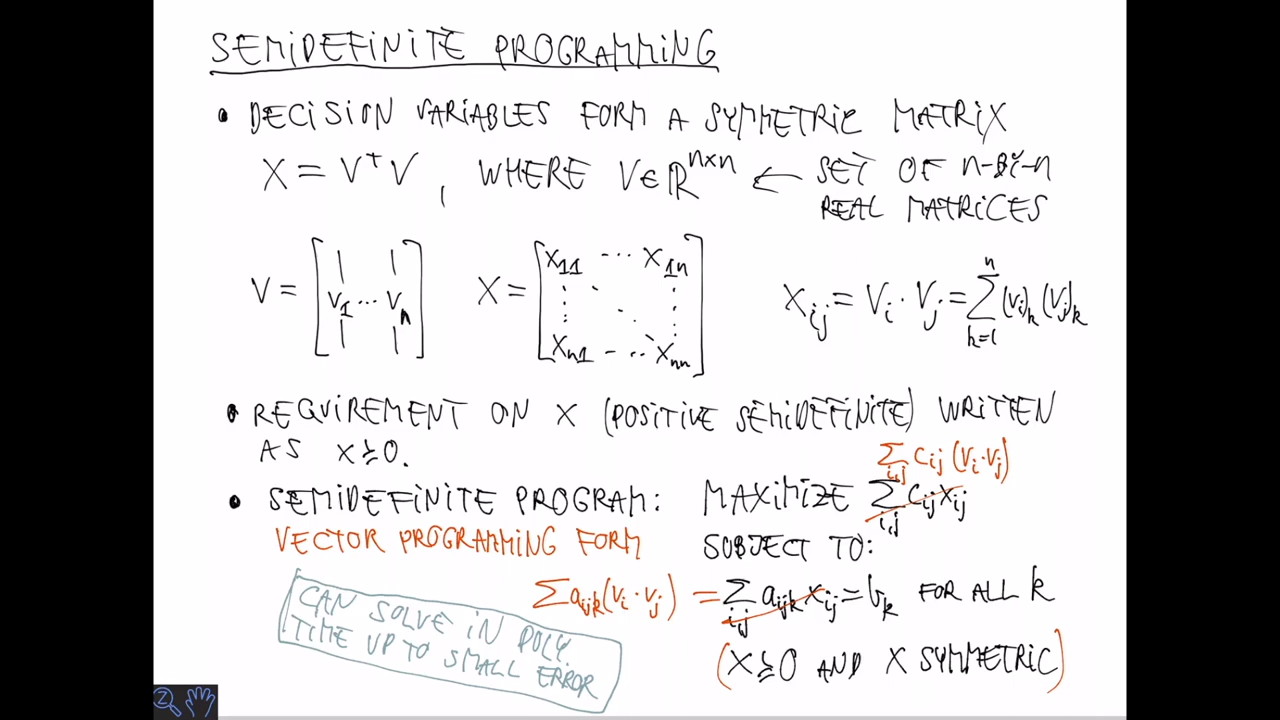 SEMIDEFINITE PROGRAMMING
• DECISION VARIABLES FORM A SYMMETRIC MATRIX
X = V^T V, WHERE V ∈ ℝ^{n×n} ← SET OF n-BY-n
REAL MATRICES
V = [v_1 ... v_n] X = [x_11 ... x_1n ⋮ ⋱ ⋮ x_n1 ... x_nn] x_ij = v_i · v_j = Σ_{k=1}^{n} (v_i)_k (v_j)_k
• REQUIREMENT ON X (POSITIVE SEMIDEFINITE) WRITTEN
AS X ≽ 0.
Σ_{i,j} c_ij (v_i · v_j)
• SEMIDEFINITE PROGRAM: MAXIMIZE Σ_{i,j} c_ij x_ij
VECTOR PROGRAMMING FORM SUBJECT TO:
Σ a_ijk (v_i · v_j) = Σ_{i,j} a_ijk x_ij = b_k FOR ALL k
(X ≽ 0 AND X SYMMETRIC)
CAN SOLVE IN POLY.
TIME UP TO SMALL ERROR